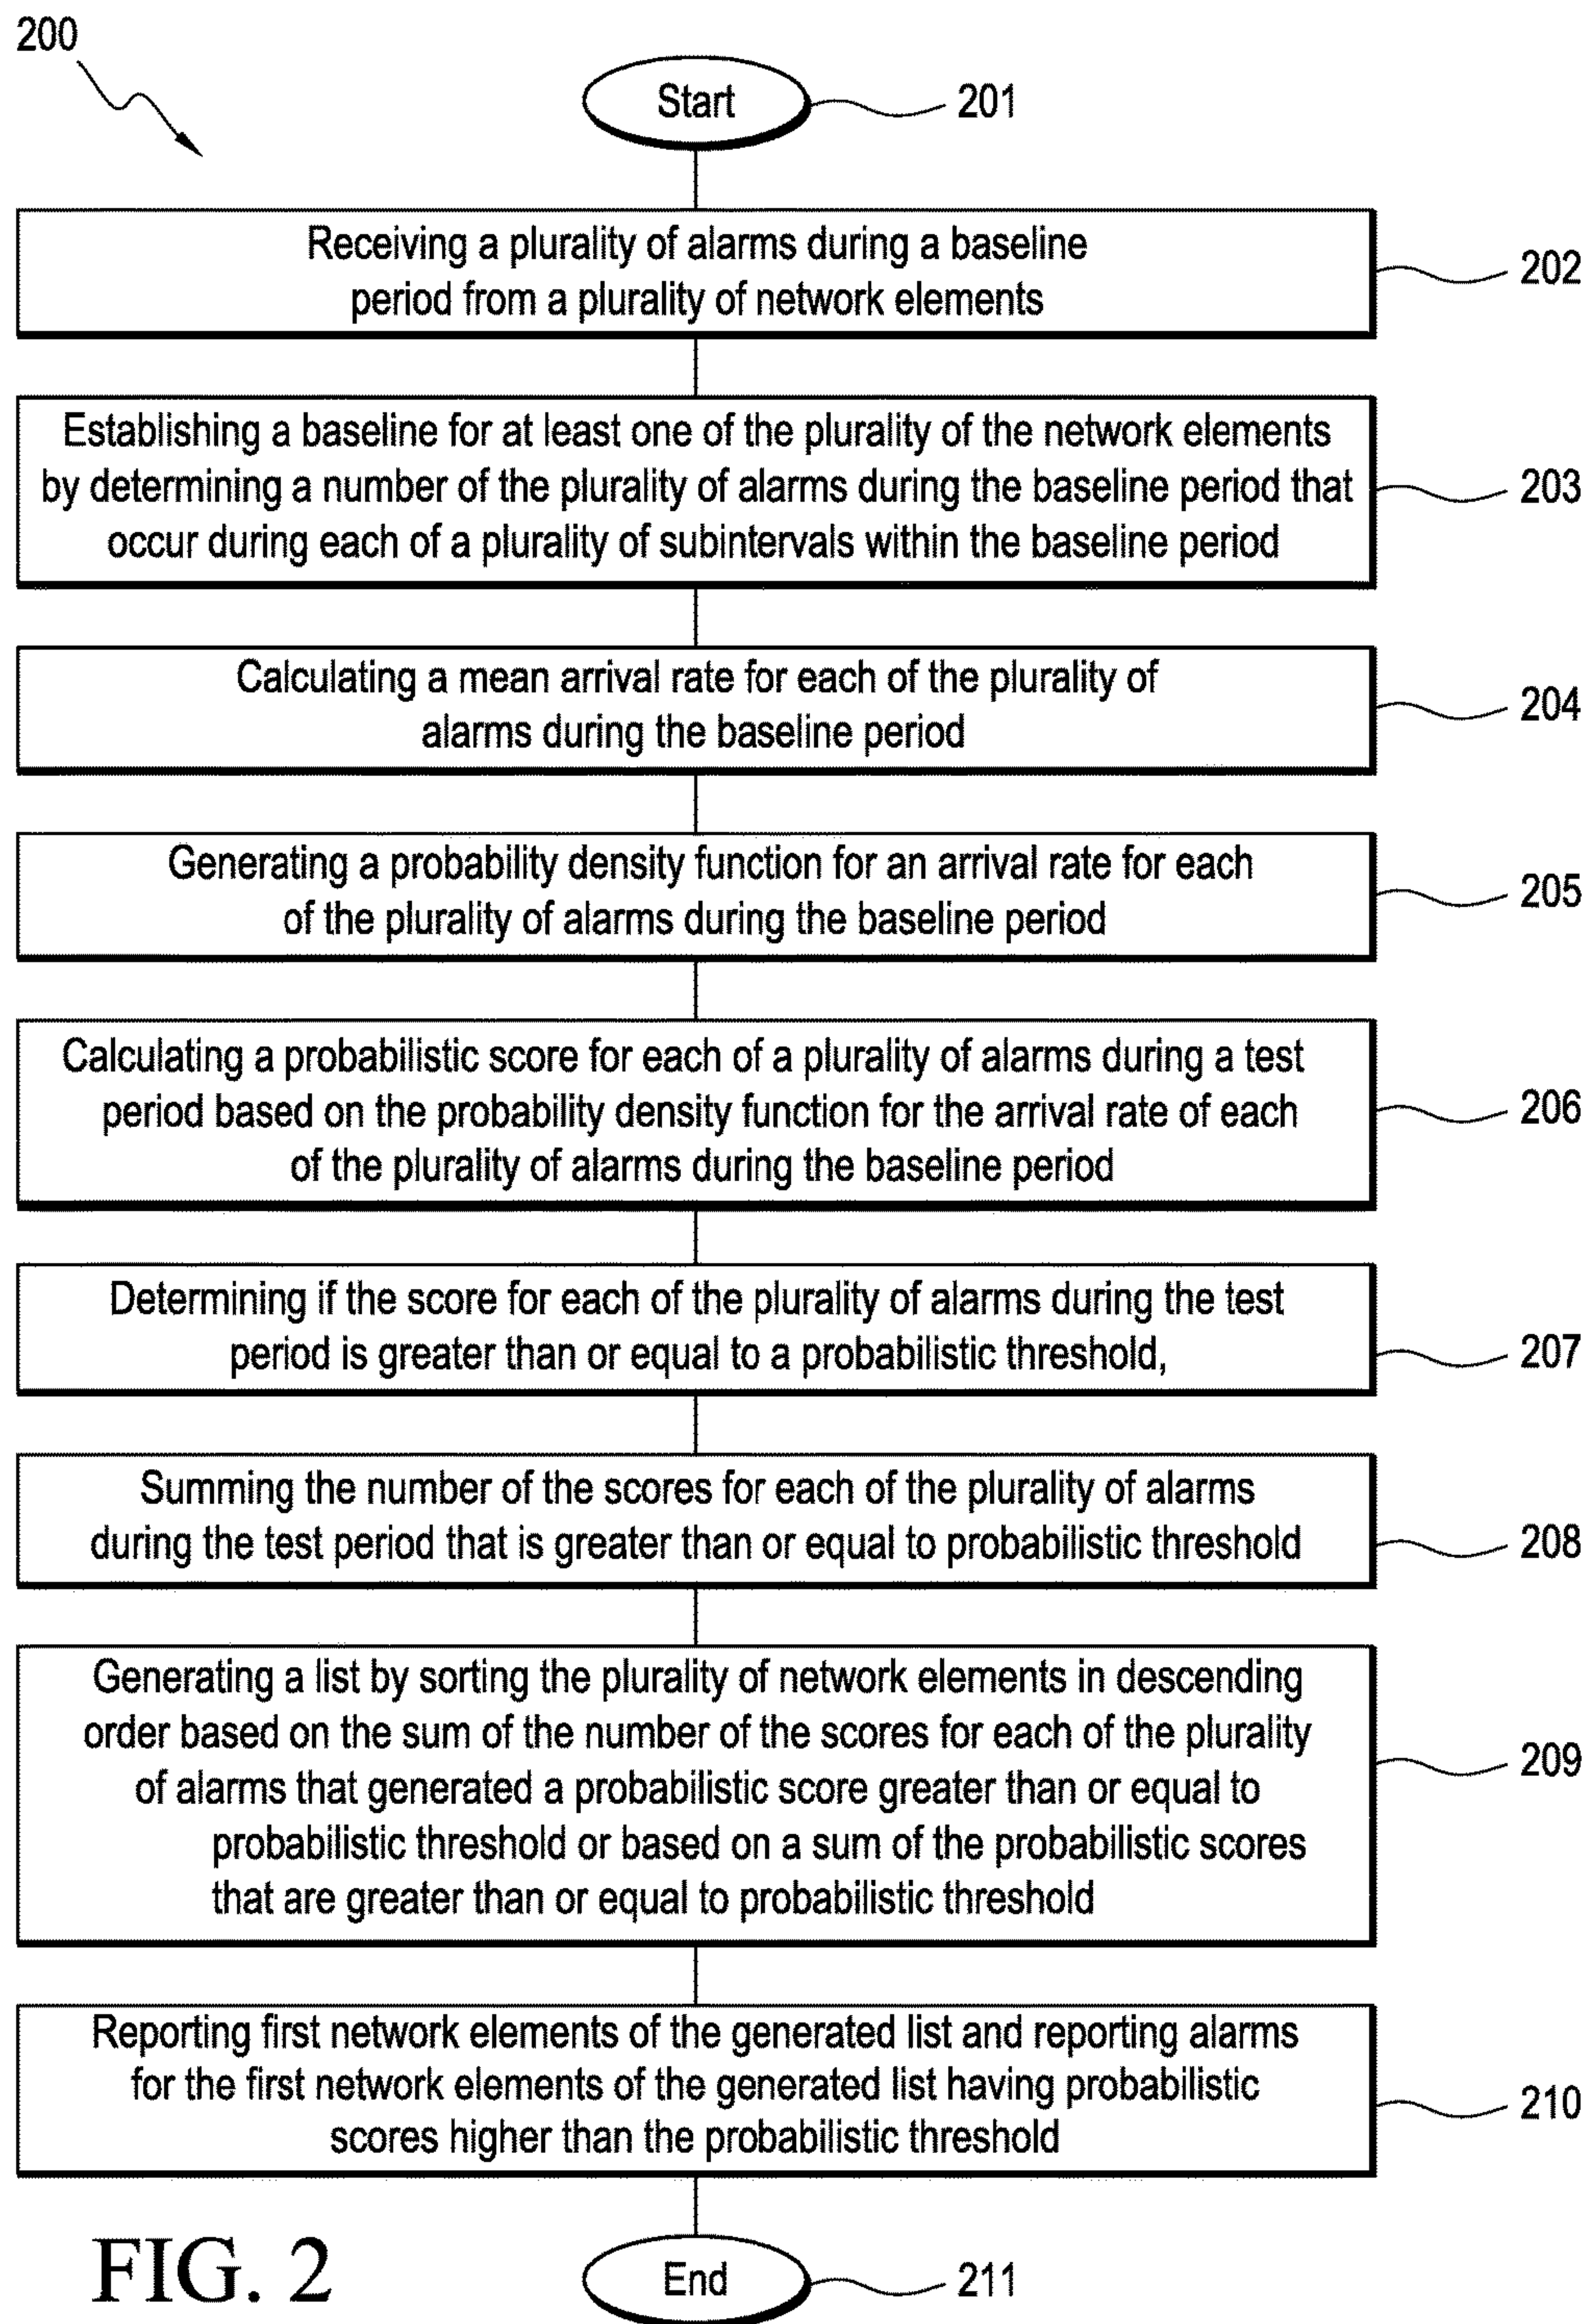 200
Start
201
Receiving a plurality of alarms during a baseline
period from a plurality of network elements
202
Establishing a baseline for at least one of the plurality of the network elements
by determining a number of the plurality of alarms during the baseline period that
occur during each of a plurality of subintervals within the baseline period
203
Calculating a mean arrival rate for each of the plurality of
alarms during the baseline period
204
Generating a probability density function for an arrival rate for each
of the plurality of alarms during the baseline period
205
Calculating a probabilistic score for each of a plurality of alarms during a test
period based on the probability density function for the arrival rate of each
of the plurality of alarms during the baseline period
206
Determining if the score for each of the plurality of alarms during the test
period is greater than or equal to a probabilistic threshold,
207
Summing the number of the scores for each of the plurality of alarms
during the test period that is greater than or equal to probabilistic threshold
208
Generating a list by sorting the plurality of network elements in descending
order based on the sum of the number of the scores for each of the plurality
of alarms that generated a probabilistic score greater than or equal to
probabilistic threshold or based on a sum of the probabilistic scores
that are greater than or equal to probabilistic threshold
209
Reporting first network elements of the generated list and reporting alarms
for the first network elements of the generated list having probabilistic
scores higher than the probabilistic threshold
210
End
211
FIG. 2